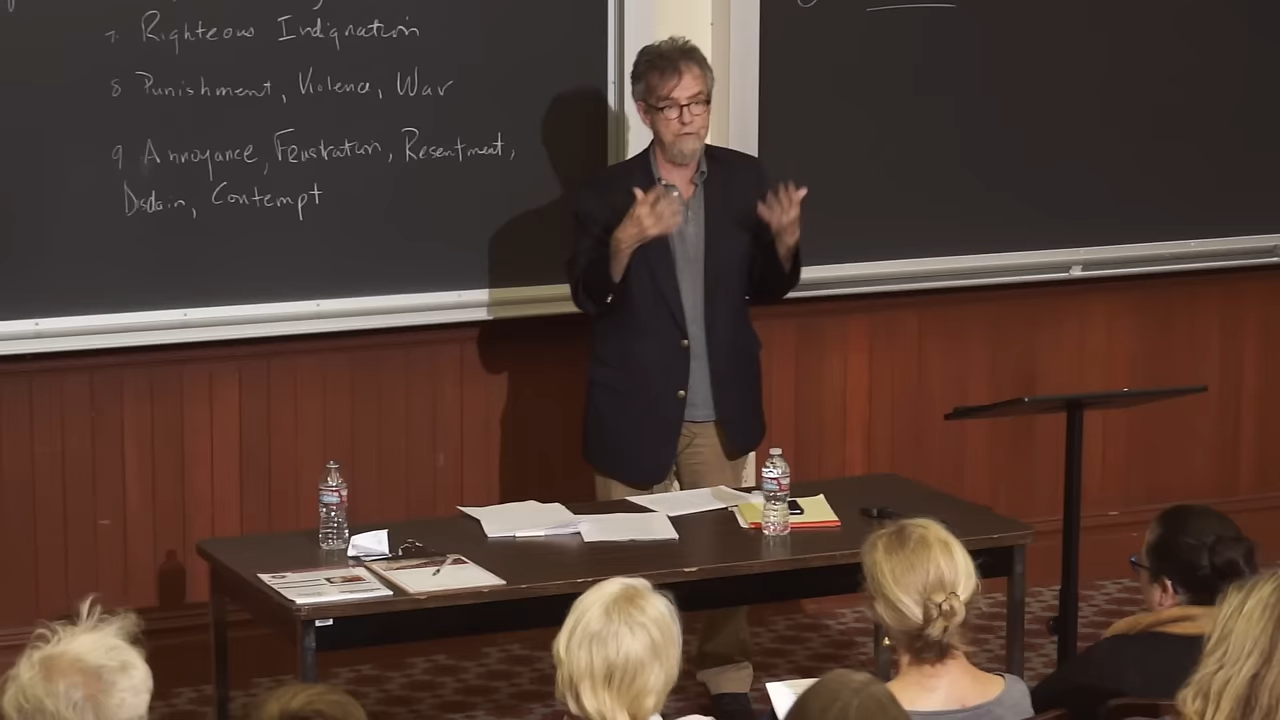 7. Righteous Indignation
8 Punishment, Violence, War
9 Annoyance, Frustration, Resentment,
Disdain, Contempt